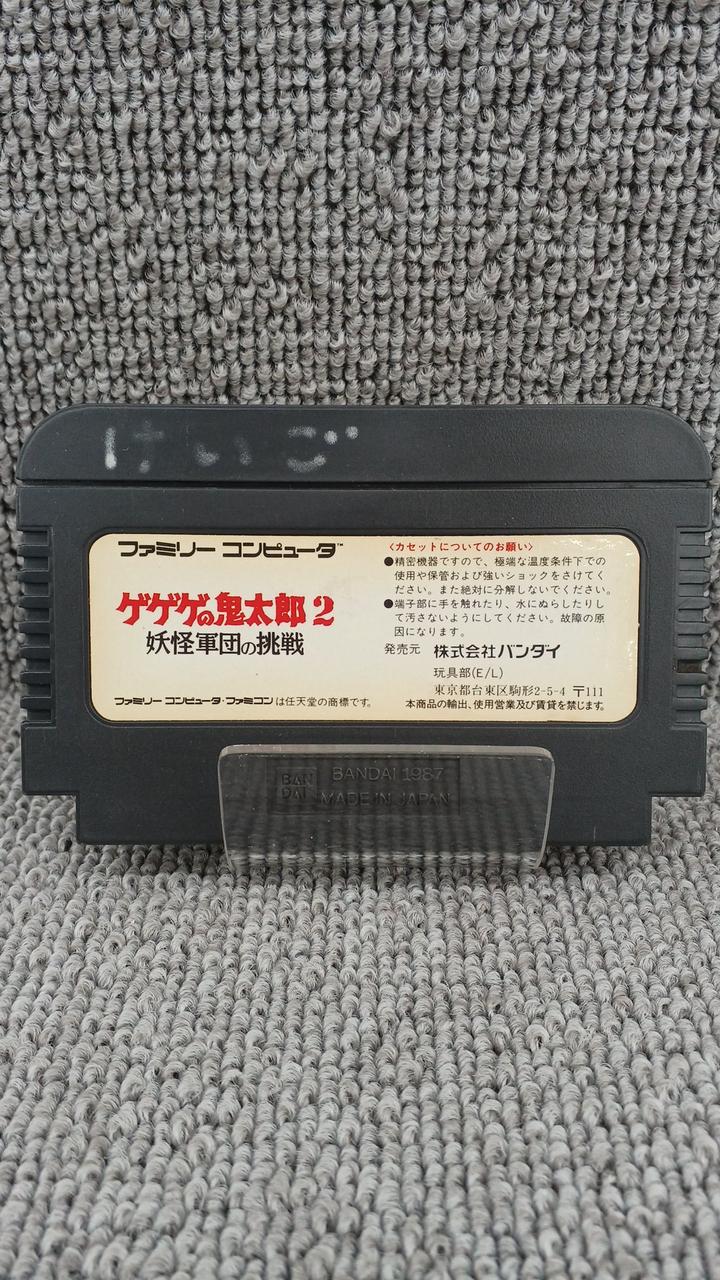 けいご
ファミリー コンピュータ™
ゲゲゲの鬼太郎2
妖怪軍団の挑戦
ファミリー コンピュータ・ファミコンは任天堂の商標です。
〈カセットについてのお願い〉
●精密機器ですので、極端な温度条件下での
使用や保管および強いショックをさけてく
ださい。また絶対に分解しないでください。
●端子部に手を触れたり、水にぬらしたりし
て汚さないようにしてください。故障の原
因になります。
発売元 株式会社バンダイ
玩具部(E/L)
東京都台東区駒形2-5-4 〒111
本商品の輸出、使用営業及び賃貸を禁じます。
BAN
DAI
BANDAI 1987
MADE IN JAPAN